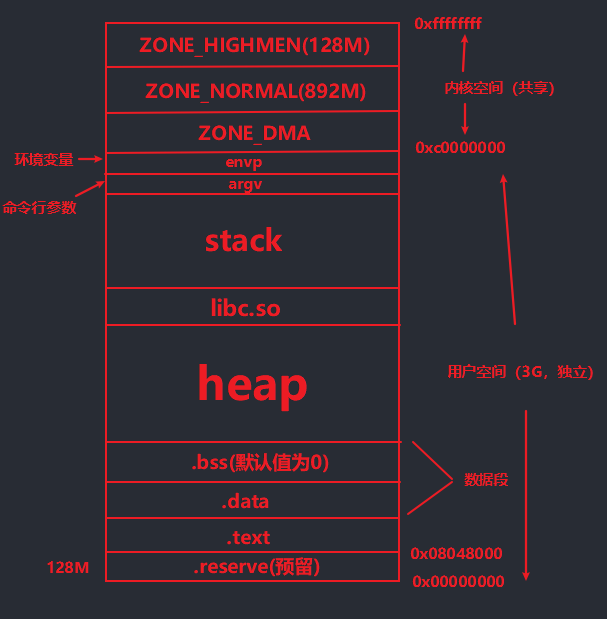 0xffffffff
ZONE_HIGHMEN(128M)
内核空间（共享）
ZONE_NORMAL(892M)
ZONE_DMA
0xc0000000
环境变量
envp
argv
命令行参数
stack
libc.so
heap
用户空间（3G，独立）
.bss(默认值为0)
数据段
.data
.text
0x08048000
128M
.reserve(预留)
0x00000000